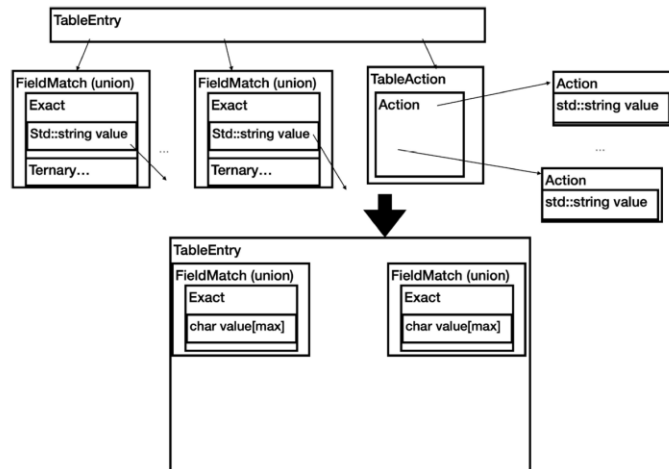 TableEntry
FieldMatch (union)
Exact
Std::string value
Ternary…
...
FieldMatch (union)
Exact
Std::string value
Ternary…
TableAction
Action
Action
std::string value
...
Action
std::string value
TableEntry
FieldMatch (union)
Exact
char value[max]
FieldMatch (union)
Exact
char value[max]